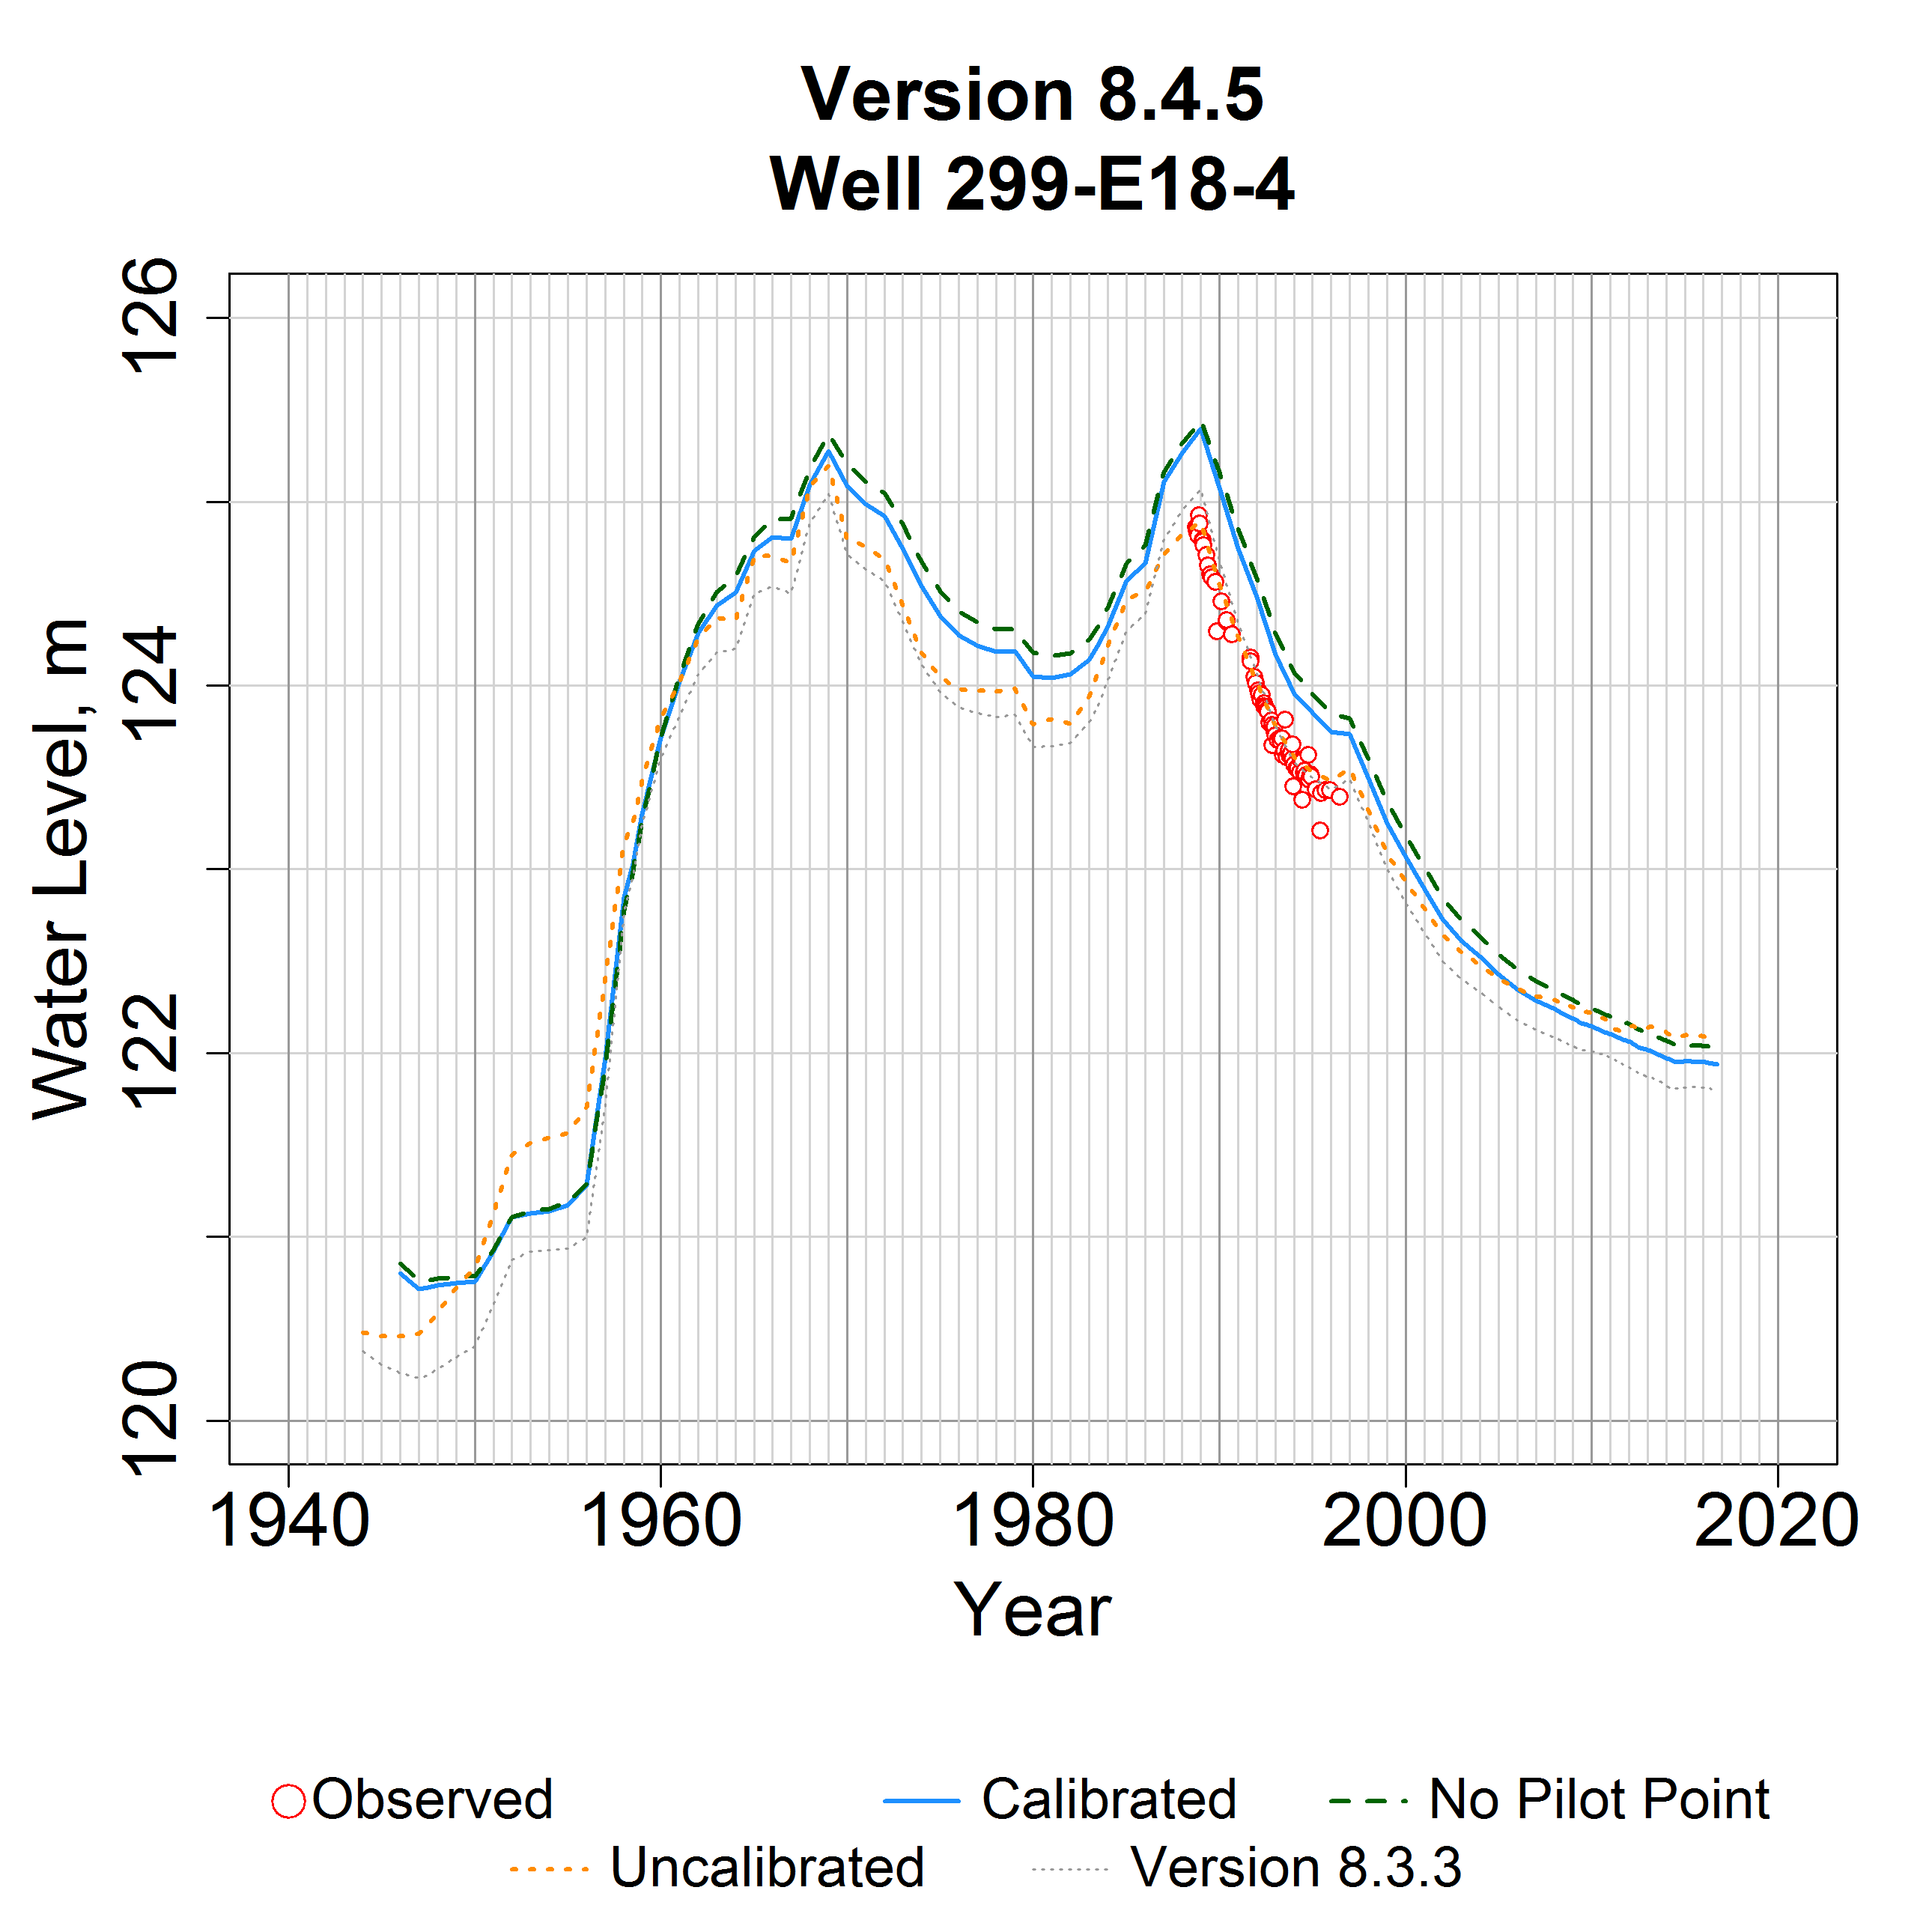 Version 8.4.5
Well 299-E18-4
126
124
122
120
Water Level, m
1940 1960 1980 2000 2020
Year
Observed Calibrated No Pilot Point
Uncalibrated Version 8.3.3